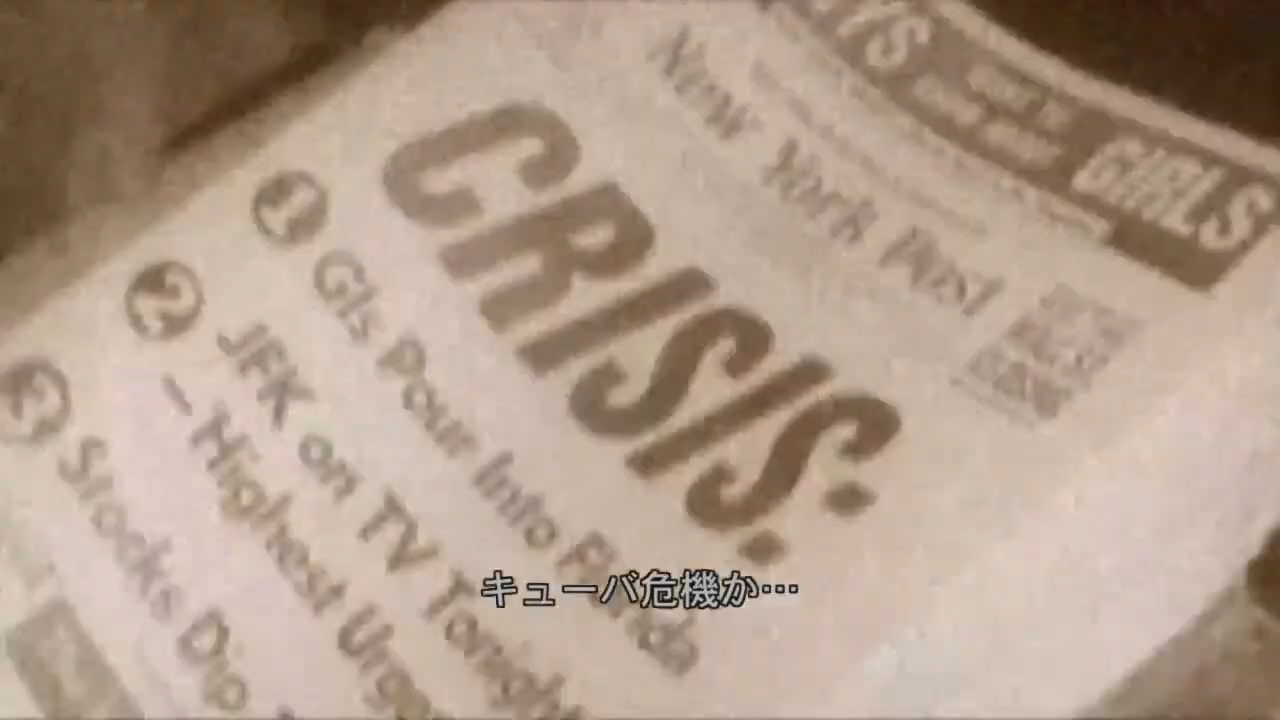 GIRLS
New York Post
CRISIS:
1 GIs Pour Into Florida
2 JFK on TV Tonight
– Highest Urge
3 Stocks Dip
キューバ危機か…